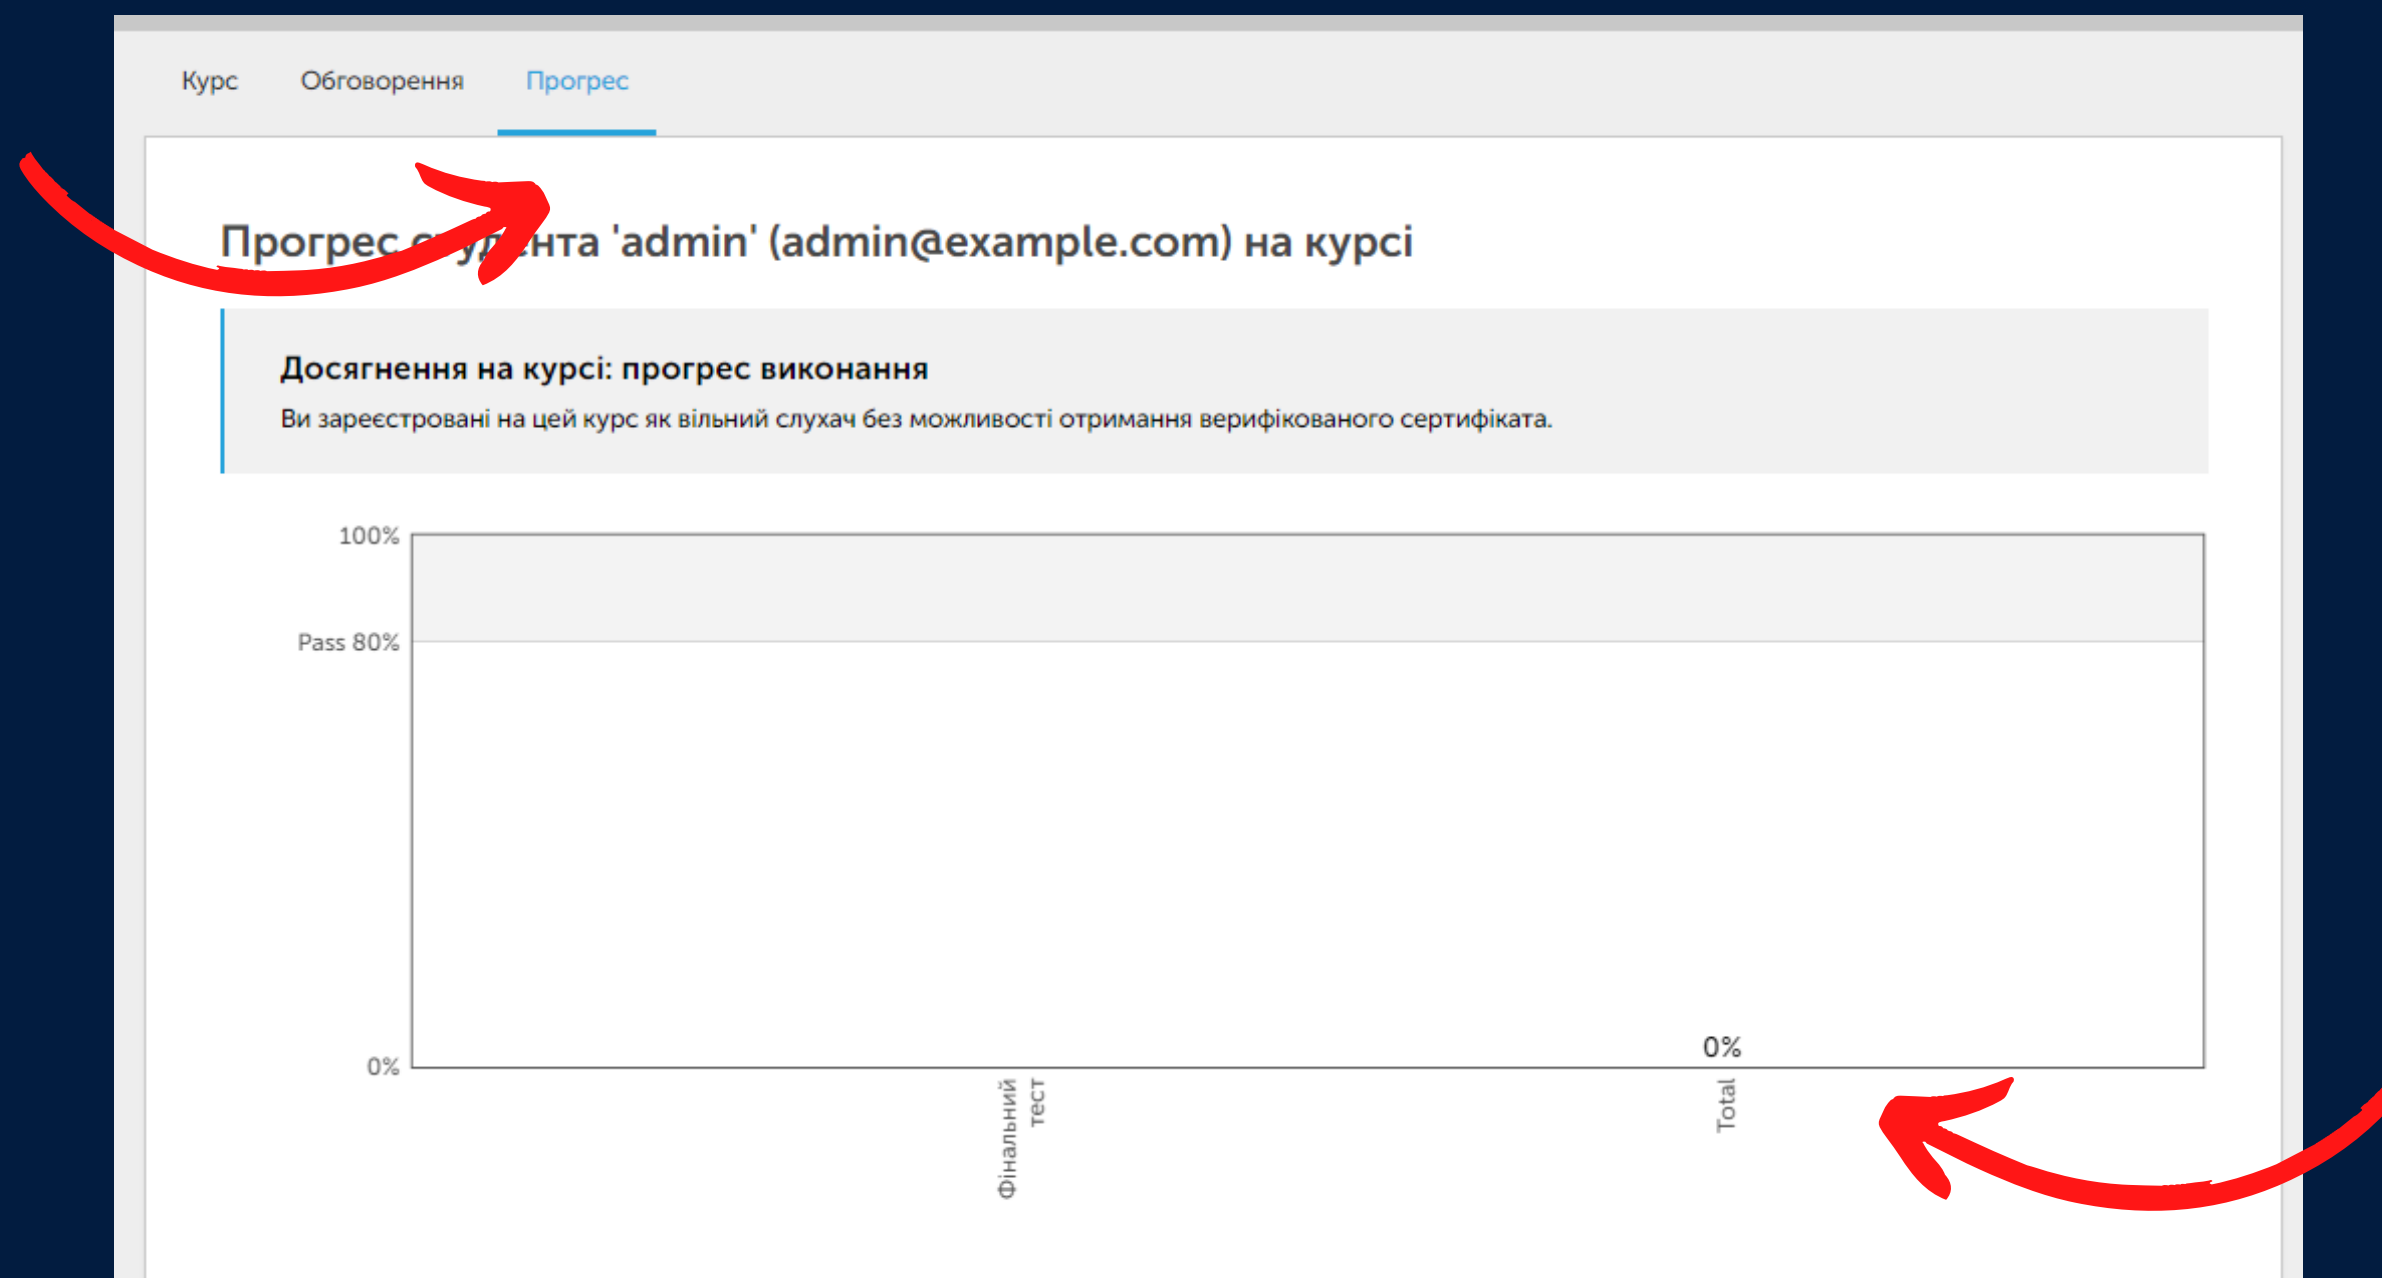 Курс Обговорення Прогрес
Прогрес студента 'admin' (admin@example.com) на курсі
Досягнення на курсі: прогрес виконання
Ви зареєстровані на цей курс як вільний слухач без можливості отримання верифікованого сертифіката.
100%
Pass 80%
0%
0%
Фінальний
тест
Total